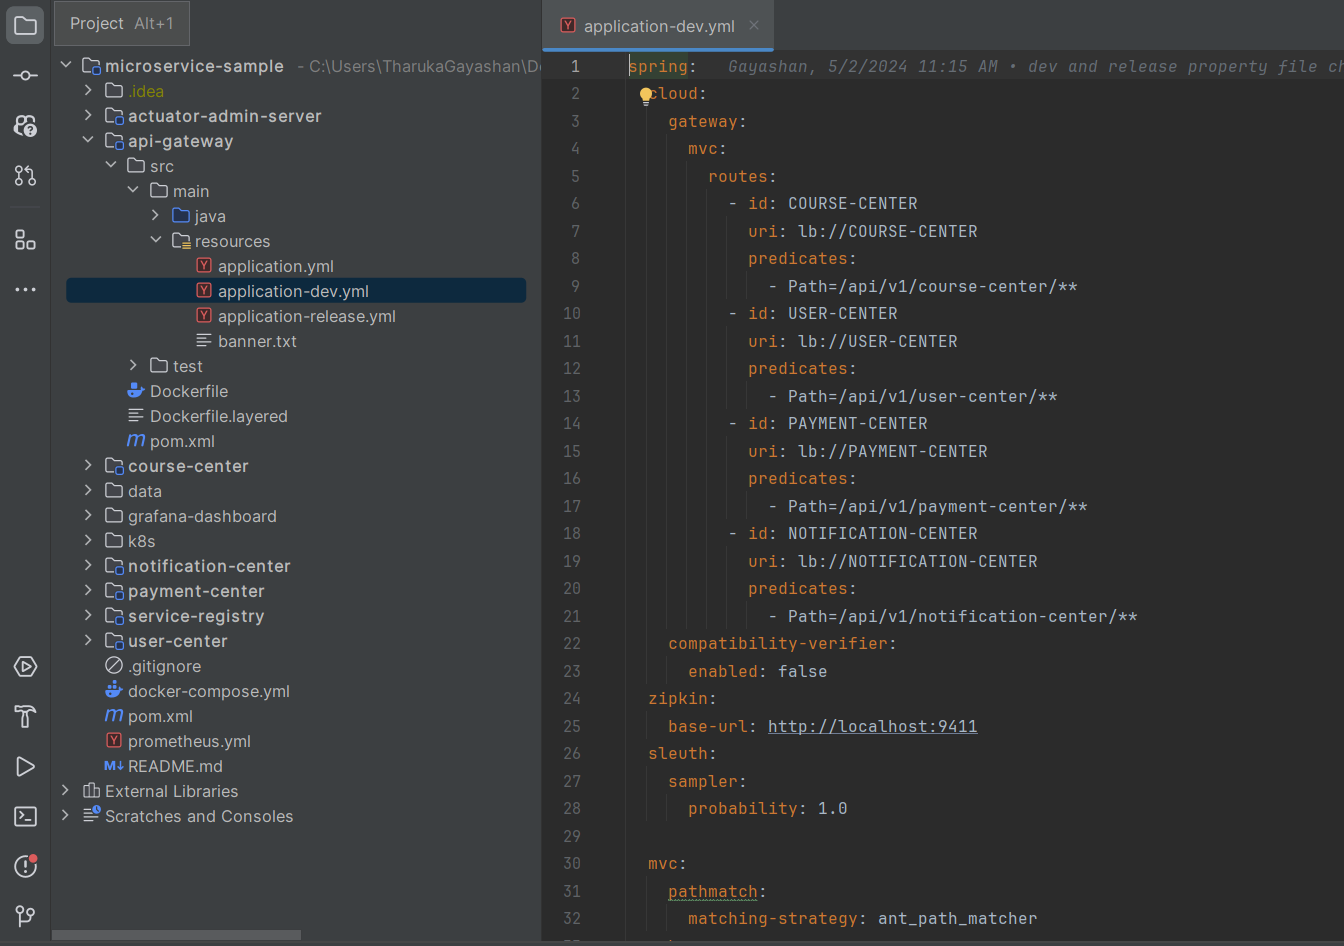 Project Alt+1
microservice-sample - C:\Users\TharukaGayashan\D
.idea
actuator-admin-server
api-gateway
src
main
java
resources
application.yml
application-dev.yml
application-release.yml
banner.txt
test
Dockerfile
Dockerfile.layered
pom.xml
course-center
data
grafana-dashboard
k8s
notification-center
payment-center
service-registry
user-center
.gitignore
docker-compose.yml
pom.xml
prometheus.yml
README.md
External Libraries
Scratches and Consoles
application-dev.yml
1 spring: Gayashan, 5/2/2024 11:15 AM • dev and release property file ch
2 cloud:
3 gateway:
4 mvc:
5 routes:
6 - id: COURSE-CENTER
7 uri: lb://COURSE-CENTER
8 predicates:
9 - Path=/api/v1/course-center/**
10 - id: USER-CENTER
11 uri: lb://USER-CENTER
12 predicates:
13 - Path=/api/v1/user-center/**
14 - id: PAYMENT-CENTER
15 uri: lb://PAYMENT-CENTER
16 predicates:
17 - Path=/api/v1/payment-center/**
18 - id: NOTIFICATION-CENTER
19 uri: lb://NOTIFICATION-CENTER
20 predicates:
21 - Path=/api/v1/notification-center/**
22 compatibility-verifier:
23 enabled: false
24 zipkin:
25 base-url: http://localhost:9411
26 sleuth:
27 sampler:
28 probability: 1.0
29
30 mvc:
31 pathmatch:
32 matching-strategy: ant_path_matcher